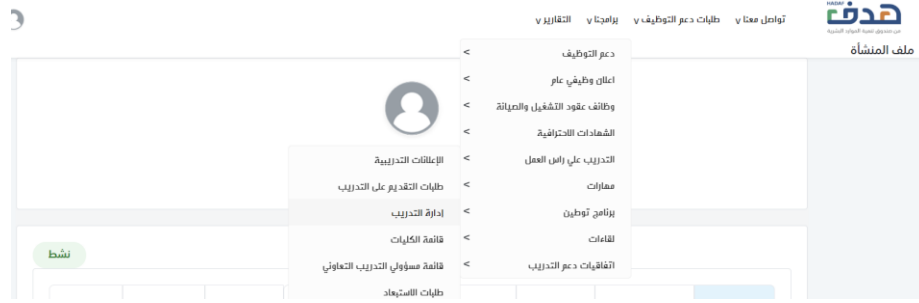 HADAF
هدف
من صندوق تنمية الموارد البشرية
تواصل معنا
طلبات دعم التوظيف
برامجنا
التقارير
ملف المنشأة
دعم التوظيف
اعلان وظيفي عام
وظائف عقود التشغيل والصيانة
الشهادات الاحترافية
التدريب علي راس العمل
مهارات
برنامج توطين
لقاءات
اتفاقيات دعم التدريب
الإعلانات التدريبية
طلبات التقديم على التدريب
إدارة التدريب
قائمة الكليات
قائمة مسؤولي التدريب التعاوني
طلبات الاستبعاد
نشط